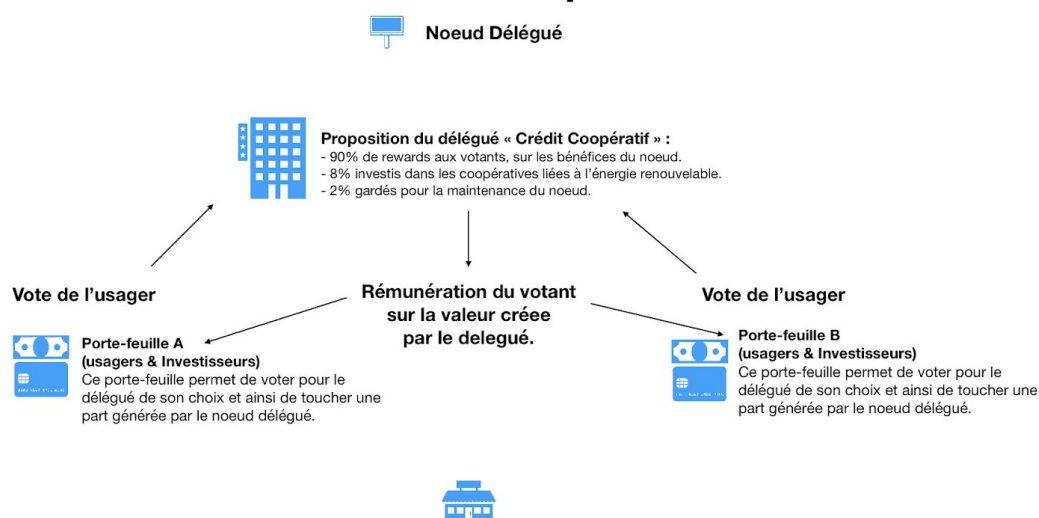 Noeud Délégué
Proposition du délégué « Crédit Coopératif » :
- 90% de rewards aux votants, sur les bénéfices du noeud.
- 8% investis dans les coopératives liées à l'énergie renouvelable.
- 2% gardés pour la maintenance du noeud.
Vote de l'usager
Rémunération du votant
sur la valeur créee
par le delegué.
Vote de l'usager
Porte-feuille A
(usagers & Investisseurs)
Ce porte-feuille permet de voter pour le
délégué de son choix et ainsi de toucher une
part générée par le noeud délégué.
Porte-feuille B
(usagers & Investisseurs)
Ce porte-feuille permet de voter pour le
délégué de son choix et ainsi de toucher une
part générée par le noeud délégué.